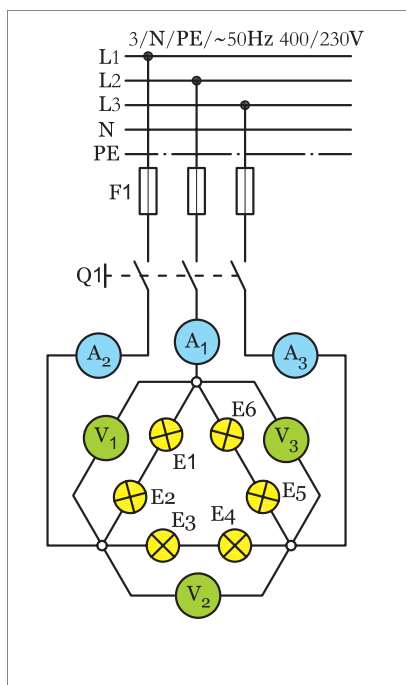 3/N/PE/~50Hz 400/230V
L1
L2
L3
N
PE
F1
Q1
A1
A2
A3
E6
V1
V3
E1
E2
E5
E3
E4
V2